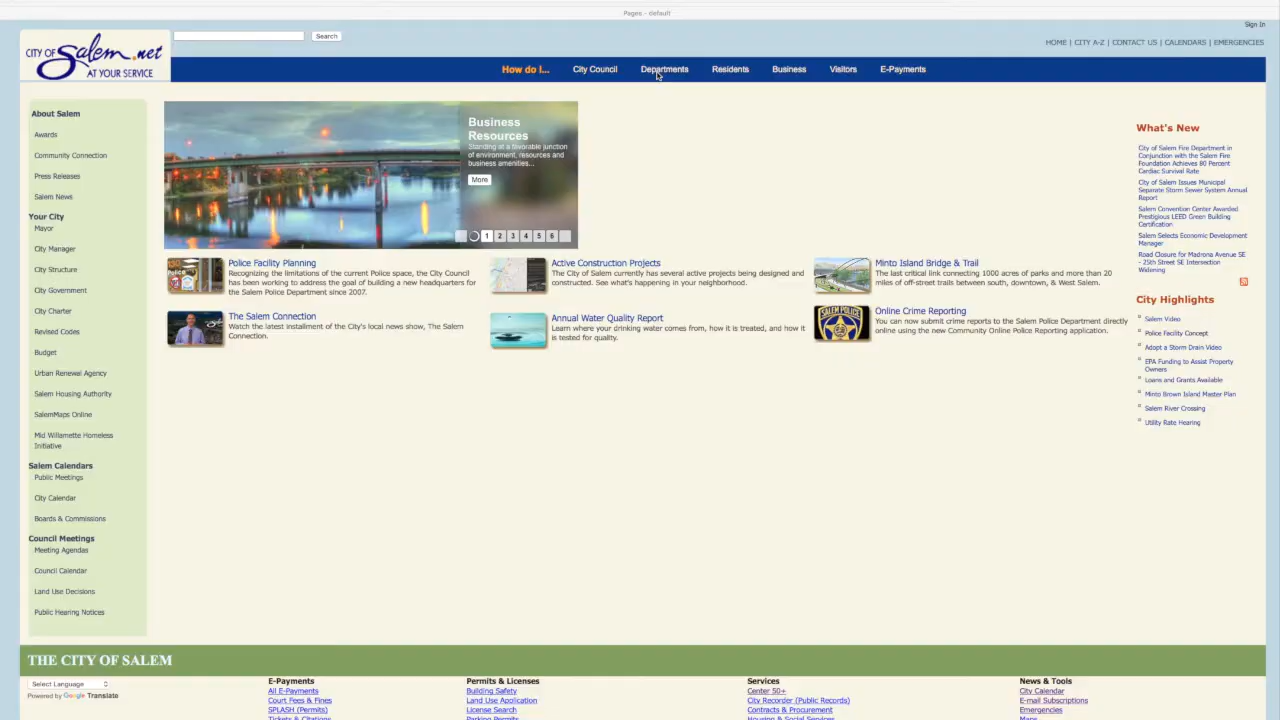 Pages - default
Sign In
CITY OF Salem.net
AT YOUR SERVICE
Search
HOME | CITY A-Z | CONTACT US | CALENDARS | EMERGENCIES
How do I... City Council Departments Residents Business Visitors E-Payments
About Salem
Awards
Community Connection
Press Releases
Salem News
Your City
Mayor
City Manager
City Structure
City Government
City Charter
Revised Codes
Budget
Urban Renewal Agency
Salem Housing Authority
SalemMaps Online
Mid Willamette Homeless
Initiative
Salem Calendars
Public Meetings
City Calendar
Boards & Commissions
Council Meetings
Meeting Agendas
Council Calendar
Land Use Decisions
Public Hearing Notices
Business
Resources
Standing at a favorable junction
of environment, resources and
business amenities...
More
1 2 3 4 5 6
Police Facility Planning
Recognizing the limitations of the current Police space, the City Council
has been working to address the goal of building a new headquarters for
the Salem Police Department since 2007.
The Salem Connection
Watch the latest installment of the City's local news show, The Salem
Connection.
Active Construction Projects
The City of Salem currently has several active projects being designed and
constructed. See what's happening in your neighborhood.
Annual Water Quality Report
Learn where your drinking water comes from, how it is treated, and how it
is tested for quality.
Minto Island Bridge & Trail
The last critical link connecting 1000 acres of parks and more than 20
miles of off-street trails between south, downtown, & West Salem.
Online Crime Reporting
You can now submit crime reports to the Salem Police Department directly
online using the new Community Online Police Reporting application.
What's New
City of Salem Fire Department in
Conjunction with the Salem Fire
Foundation Achieves 80 Percent
Cardiac Survival Rate
City of Salem Issues Municipal
Separate Storm Sewer System Annual
Report
Salem Convention Center Awarded
Prestigious LEED Green Building
Certification
Salem Selects Economic Development
Manager
Road Closure for Madrona Avenue SE
- 25th Street SE Intersection
Widening
City Highlights
Salem Video
Police Facility Concept
Adopt a Storm Drain Video
EPA Funding to Assist Property
Owners
Loans and Grants Available
Minto Brown Island Master Plan
Salem River Crossing
Utility Rate Hearing
THE CITY OF SALEM
Select Language
Powered by Google Translate
E-Payments
All E-Payments
Court Fees & Fines
SPLASH (Permits)
Tickets & Citations
Permits & Licenses
Building Safety
Land Use Application
License Search
Parking Permits
Services
Center 50+
City Recorder (Public Records)
Contracts & Procurement
Housing & Social Services
News & Tools
City Calendar
E-mail Subscriptions
Emergencies
Maps